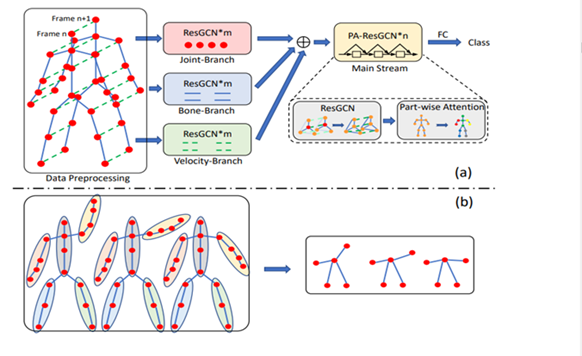 Frame n+1
Frame n
Data Preprocessing
ResGCN*m
Joint-Branch
ResGCN*m
Bone-Branch
ResGCN*m
Velocity-Branch
PA-ResGCN*n
Main Stream
FC
Class
ResGCN
Part-wise Attention
(a)
(b)